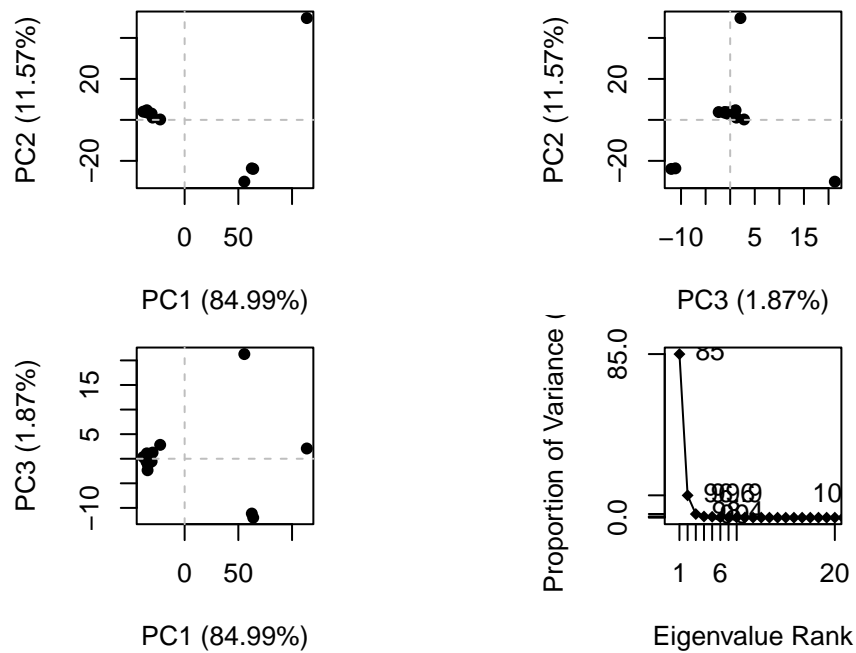 PC2 (11.57%)
20
−20
0 50
PC1 (84.99%)
PC2 (11.57%)
20
−20
−10 5 15
PC3 (1.87%)
PC3 (1.87%)
15
5
−10
0 50
PC1 (84.99%)
Proportion of Variance (
85.0
0.0
85
10
1 6 20
Eigenvalue Rank